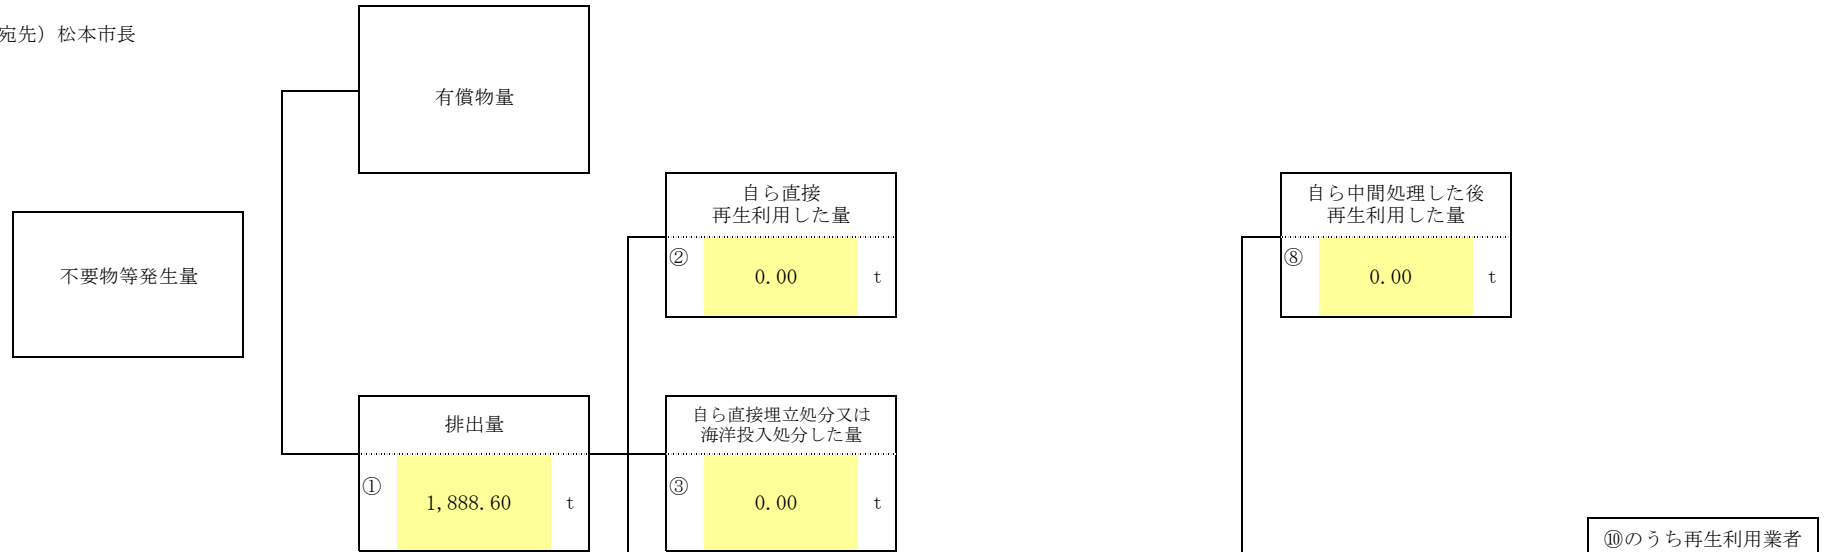 宛先）松本市長
有償物量
自ら直接
再生利用した量
② 0.00 t
自ら中間処理した後
再生利用した量
⑧ 0.00 t
不要物等発生量
排出量
① 1,888.60 t
自ら直接埋立処分又は
海洋投入処分した量
③ 0.00 t
⑩のうち再生利用業者